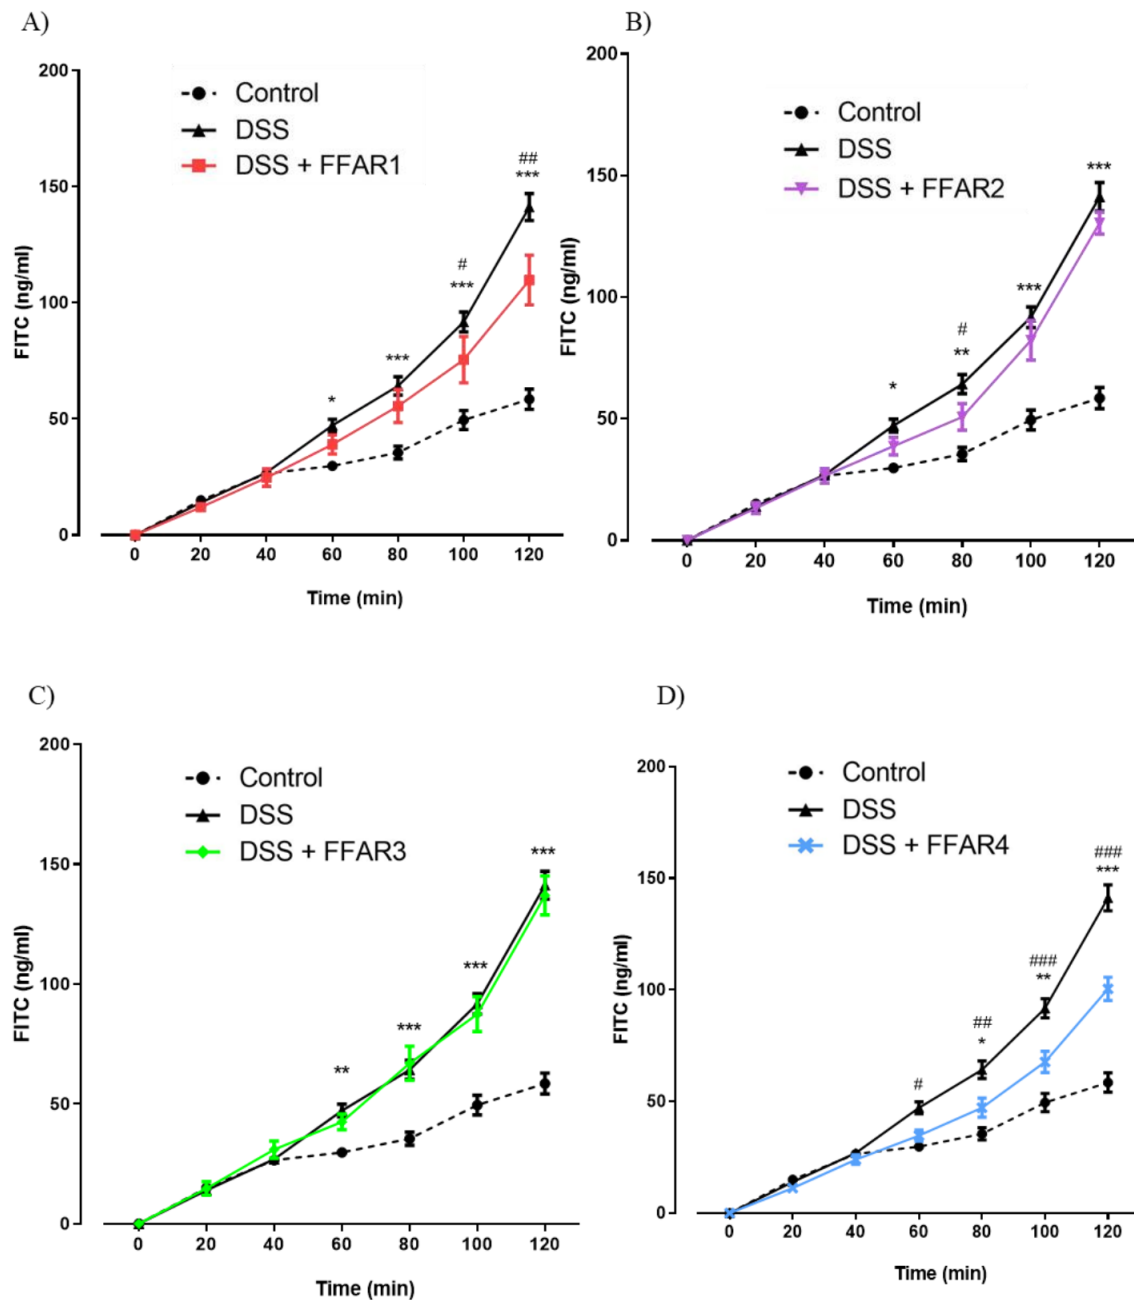 A)
200
150
100
50
0
FITC (ng/ml)
Control
DSS
DSS + FFAR1
*
***
#
***
##
***
0 20 40 60 80 100 120
Time (min)
B)
200
150
100
50
0
FITC (ng/ml)
Control
DSS
DSS + FFAR2
*
#
**
***
***
0 20 40 60 80 100 120
Time (min)
C)
200
150
100
50
0
FITC (ng/ml)
Control
DSS
DSS + FFAR3
**
***
***
***
0 20 40 60 80 100 120
Time (min)
D)
200
150
100
50
0
FITC (ng/ml)
Control
DSS
DSS + FFAR4
#
##
*
###
**
###
***
0 20 40 60 80 100 120
Time (min)